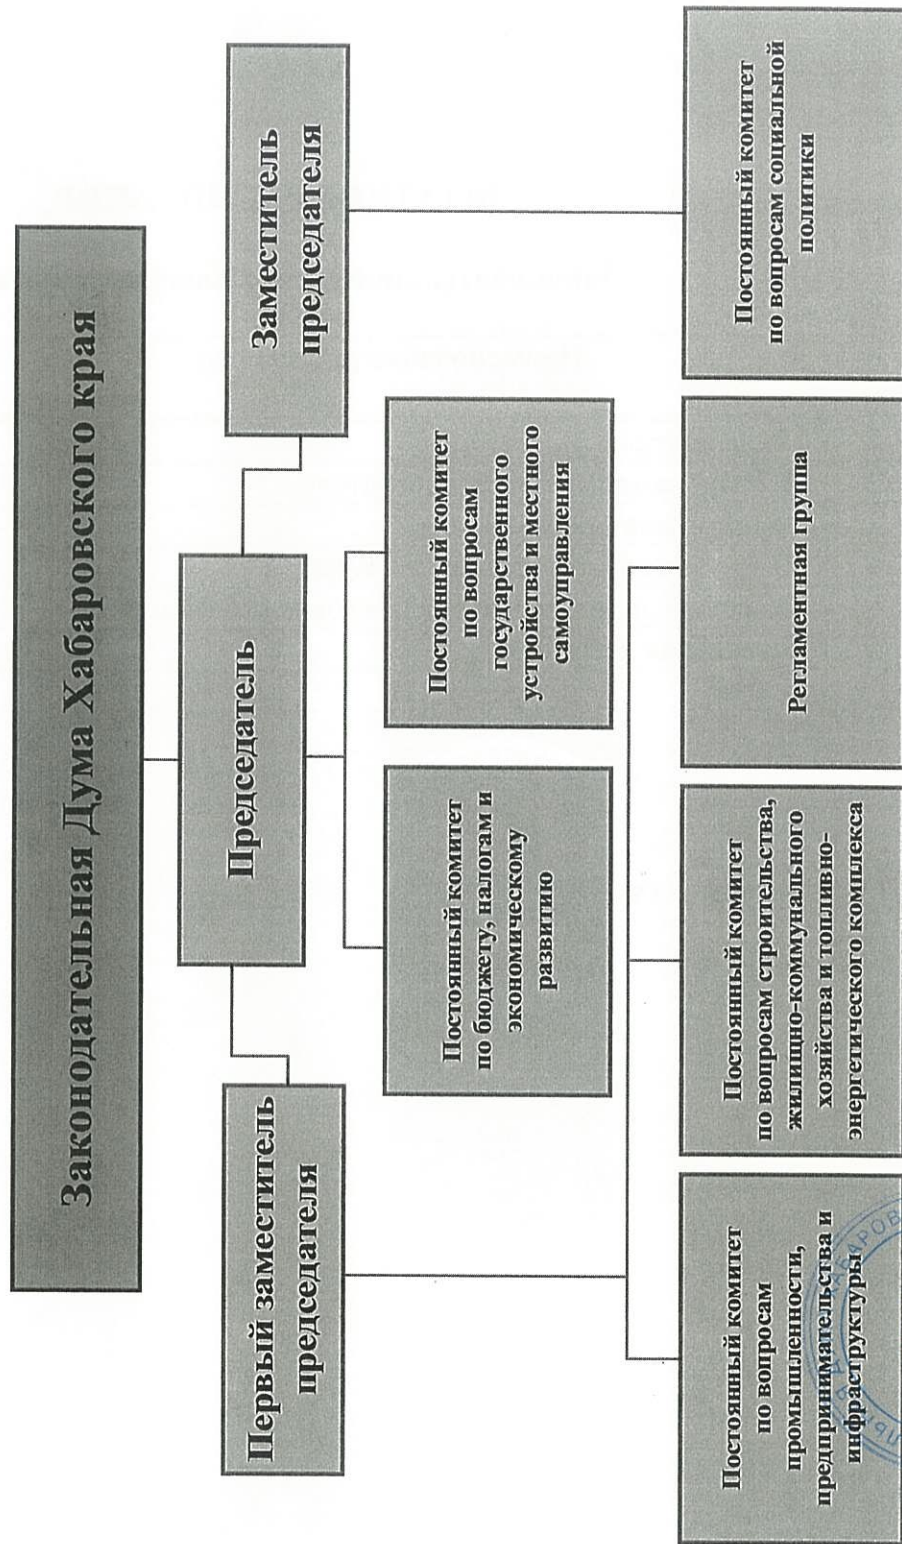 Законодательная Дума Хабаровского края
Председатель
Первый заместитель
председателя
Заместитель
председателя
Постоянный комитет
по бюджету, налогам и
экономическому
развитию
Постоянный комитет
по вопросам
государственного
устройства и местного
самоуправления
Постоянный комитет
по вопросам
промышленности,
предпринимательства и
инфраструктуры
Постоянный комитет
по вопросам строительства,
жилищно-коммунального
хозяйства и топливно-
энергетического комплекса
Регламентная группа
Постоянный комитет
по вопросам социальной
политики